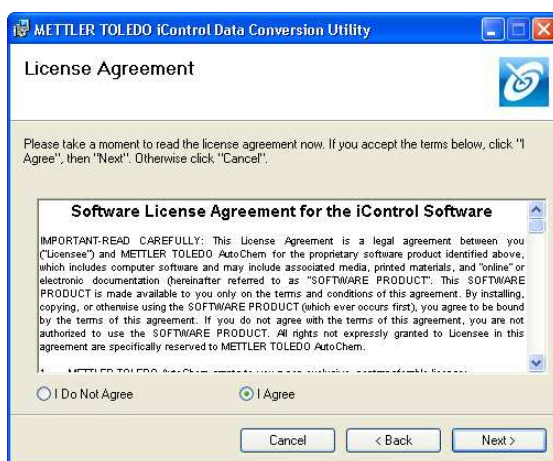 METTLER TOLEDO iControl Data Conversion Utility
License Agreement
Please take a moment to read the license agreement now. If you accept the terms below, click "I
Agree", then "Next". Otherwise click "Cancel".
Software License Agreement for the iControl Software
IMPORTANT-READ CAREFULLY: This License Agreement is a legal agreement between you
("Licensee") and METTLER TOLEDO AutoChem for the proprietary software product identified above,
which includes computer software and may include associated media, printed materials, and "online" or
electronic documentation (hereinafter referred to as "SOFTWARE PRODUCT". This SOFTWARE
PRODUCT is made available to you only on the terms and conditions of this agreement. By installing,
copying, or otherwise using the SOFTWARE PRODUCT (which ever occurs first), you agree to be bound
by the terms of this agreement. If you do not agree with the terms of this agreement, you are not
authorized to use the SOFTWARE PRODUCT. All rights not expressly granted to Licensee in this
agreement are specifically reserved to METTLER TOLEDO AutoChem.
I Do Not Agree
I Agree
Cancel
< Back
Next >